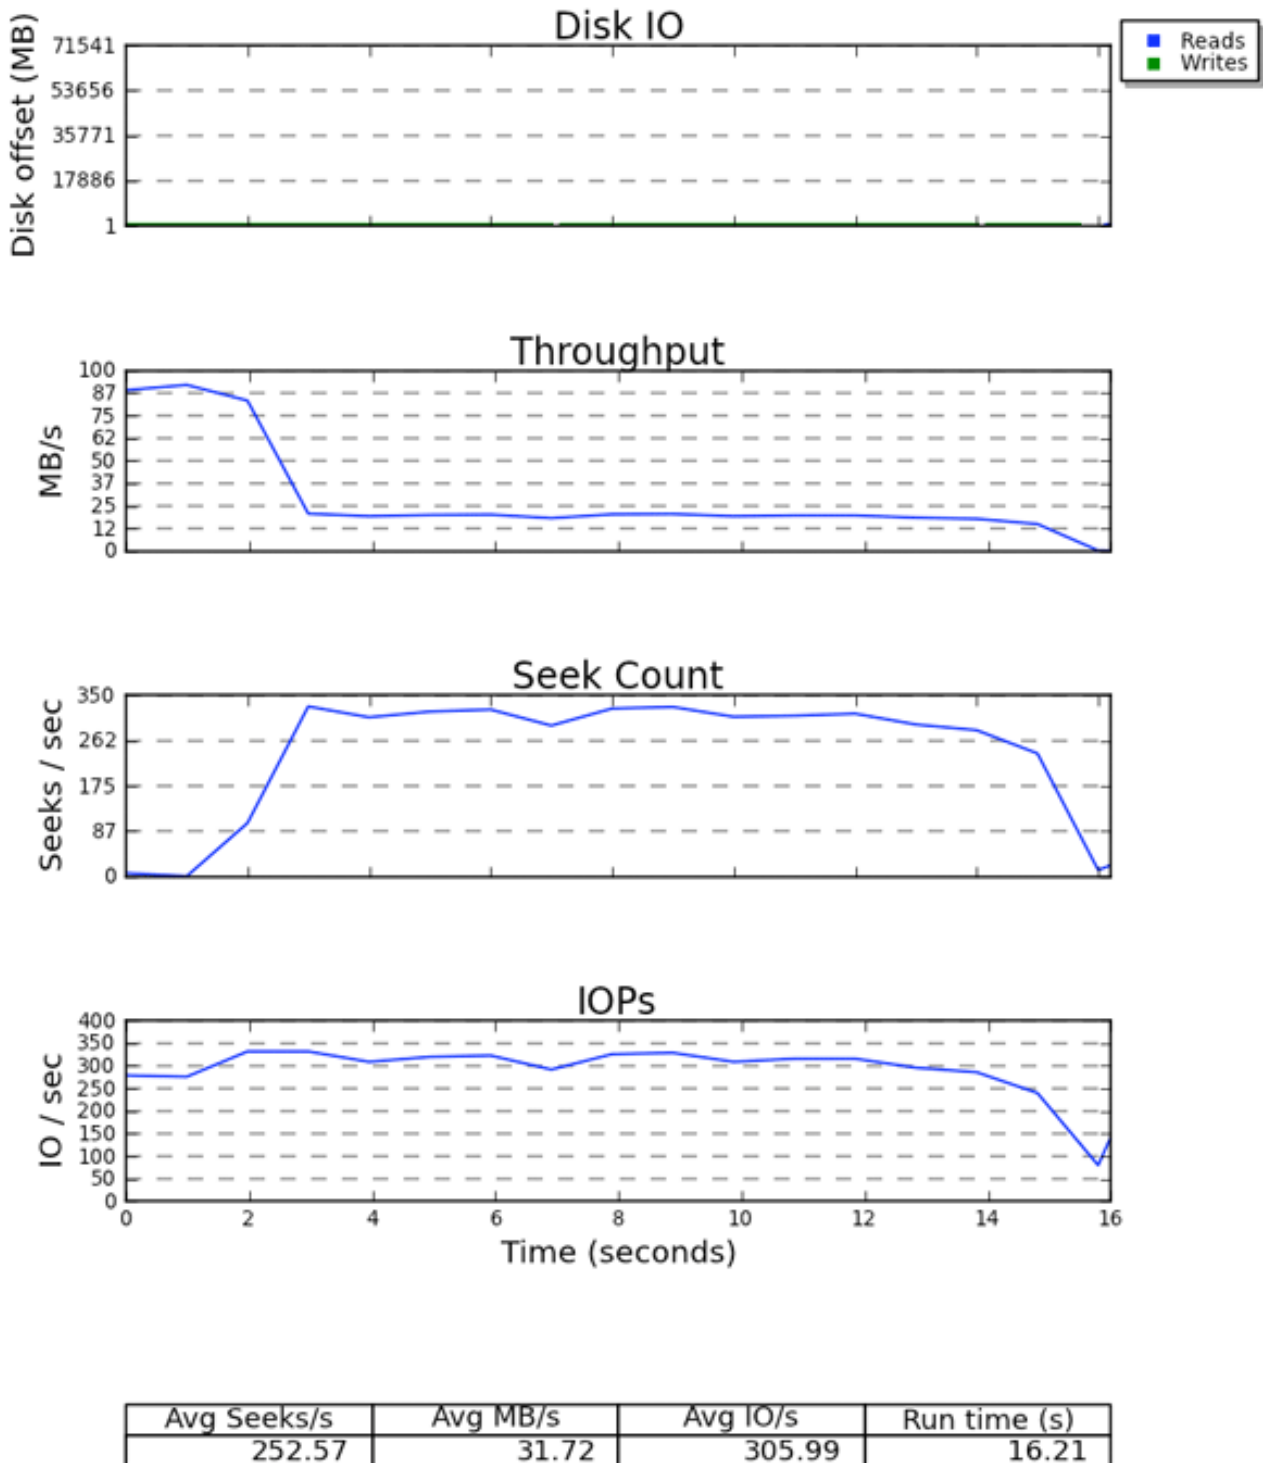 Disk IO
Disk offset (MB)
71541
53656
35771
17886
1
Reads
Writes
Throughput
MB/s
100
87
75
62
50
37
25
12
0
Seek Count
Seeks / sec
350
262
175
87
0
IOPs
IO / sec
400
350
300
250
200
150
100
50
0
0 2 4 6 8 10 12 14 16
Time (seconds)
Avg Seeks/s Avg MB/s Avg IO/s Run time (s)
252.57 31.72 305.99 16.21